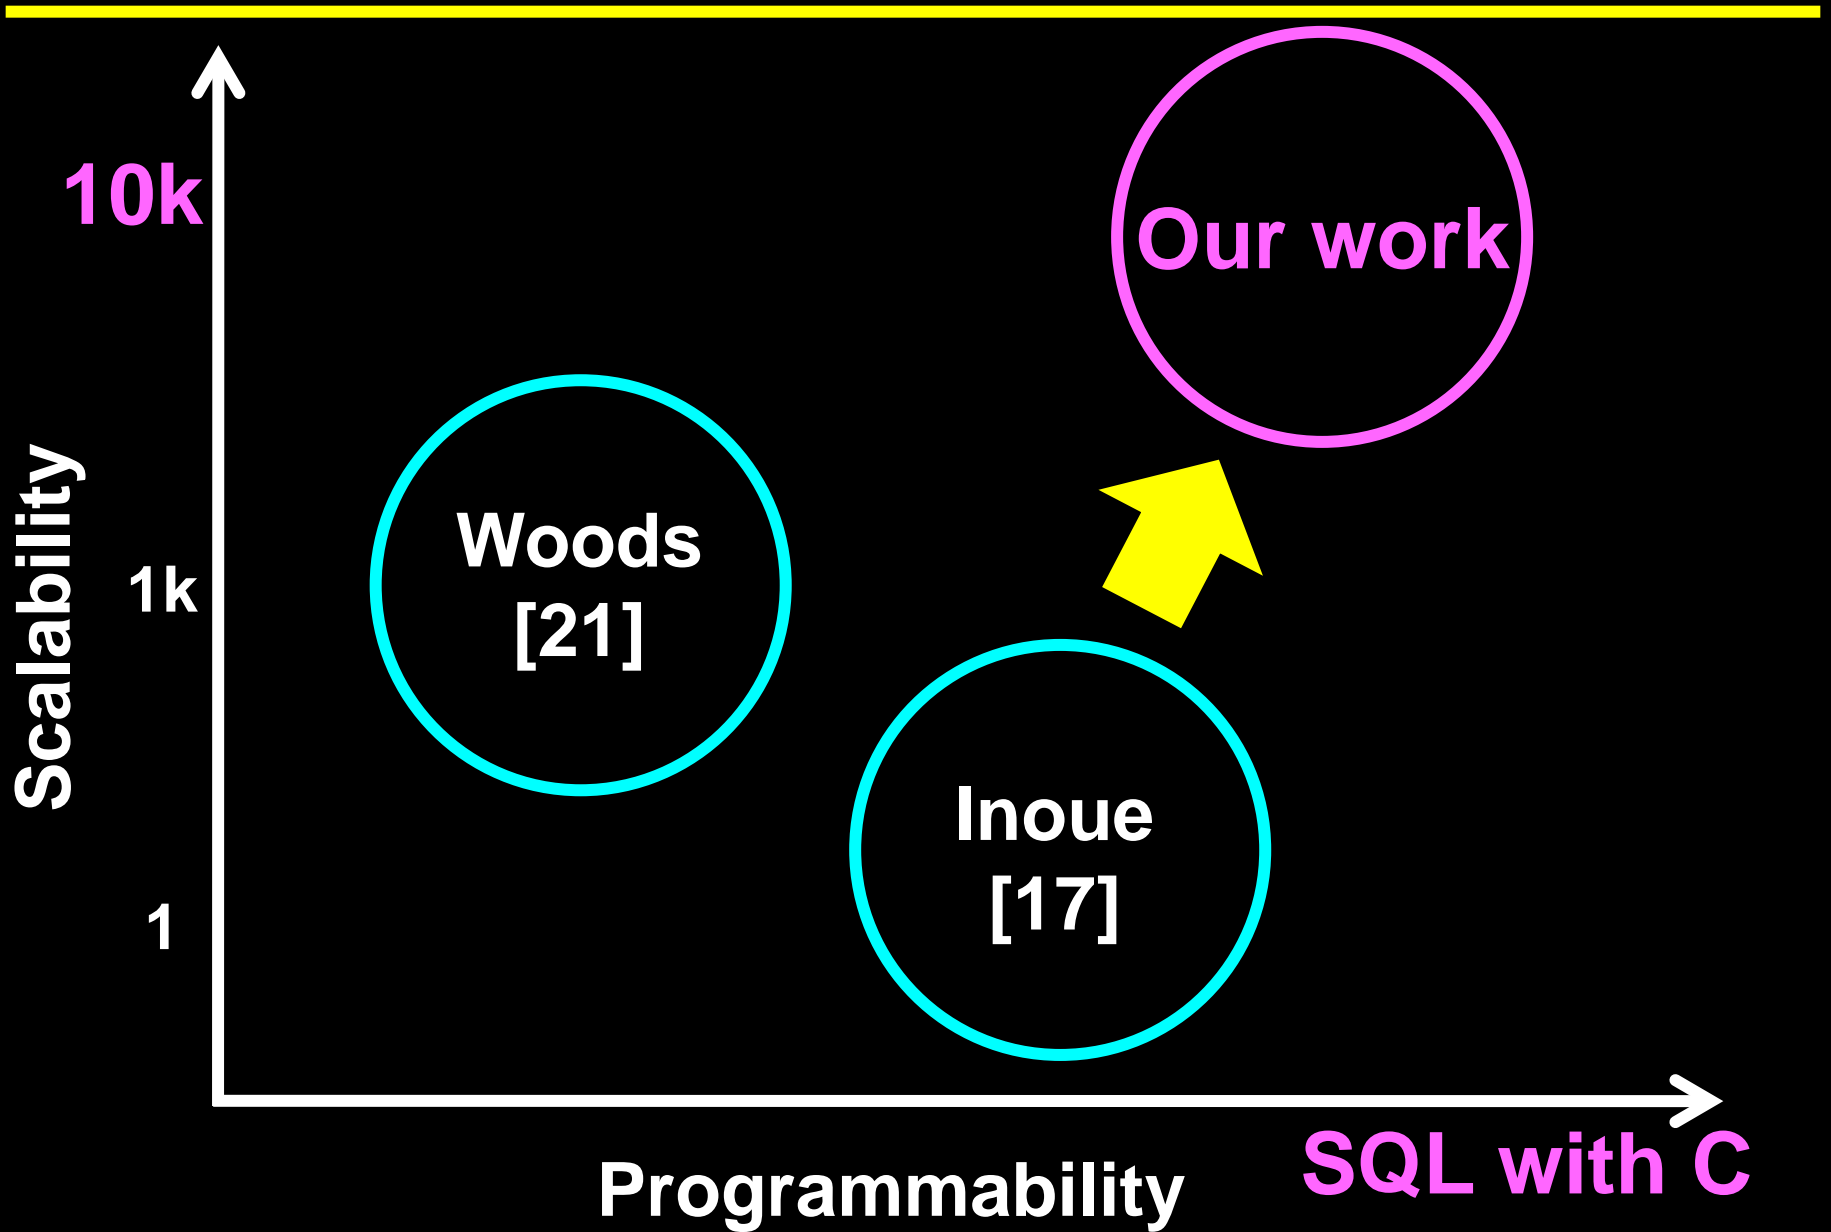 10k
Our work
Scalability
Woods
[21]
1k
Inoue
[17]
1
Programmability
SQL with C